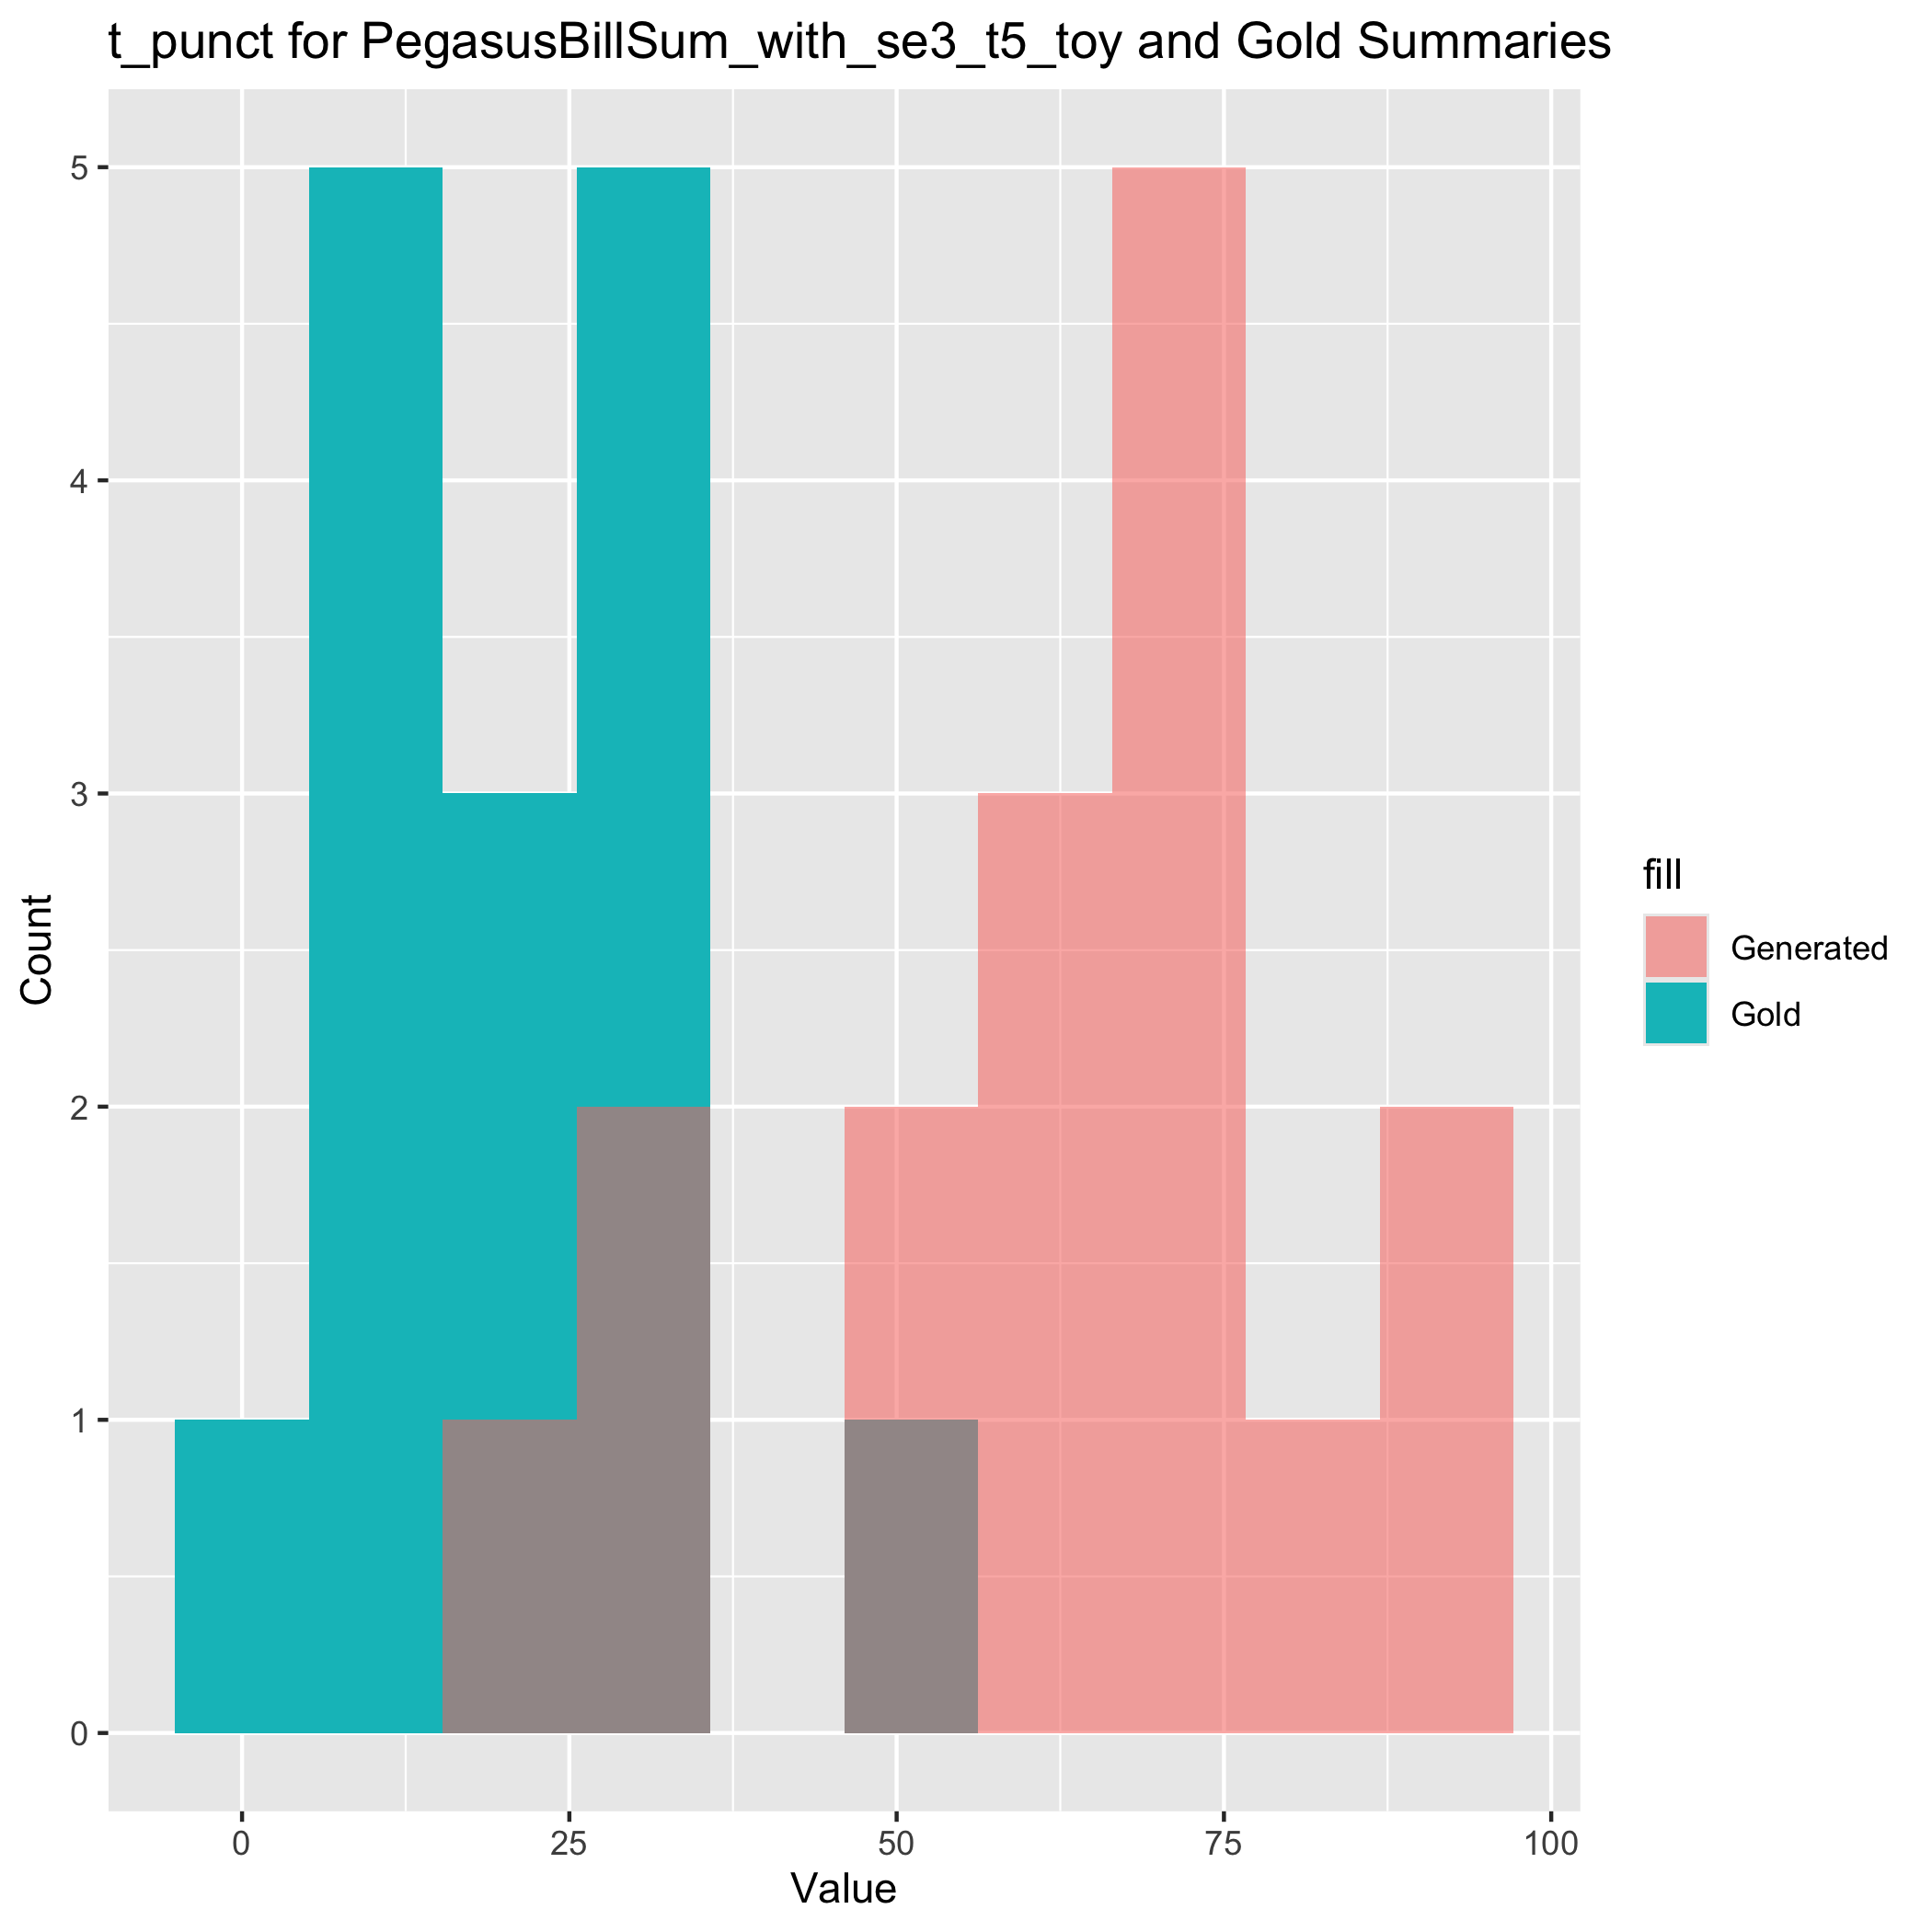 t_punct for PegasusBillSum_with_se3_t5_toy and Gold Summaries
5
4
3
2
1
0
Count
0 25 50 75 100
Value
fill
Generated
Gold